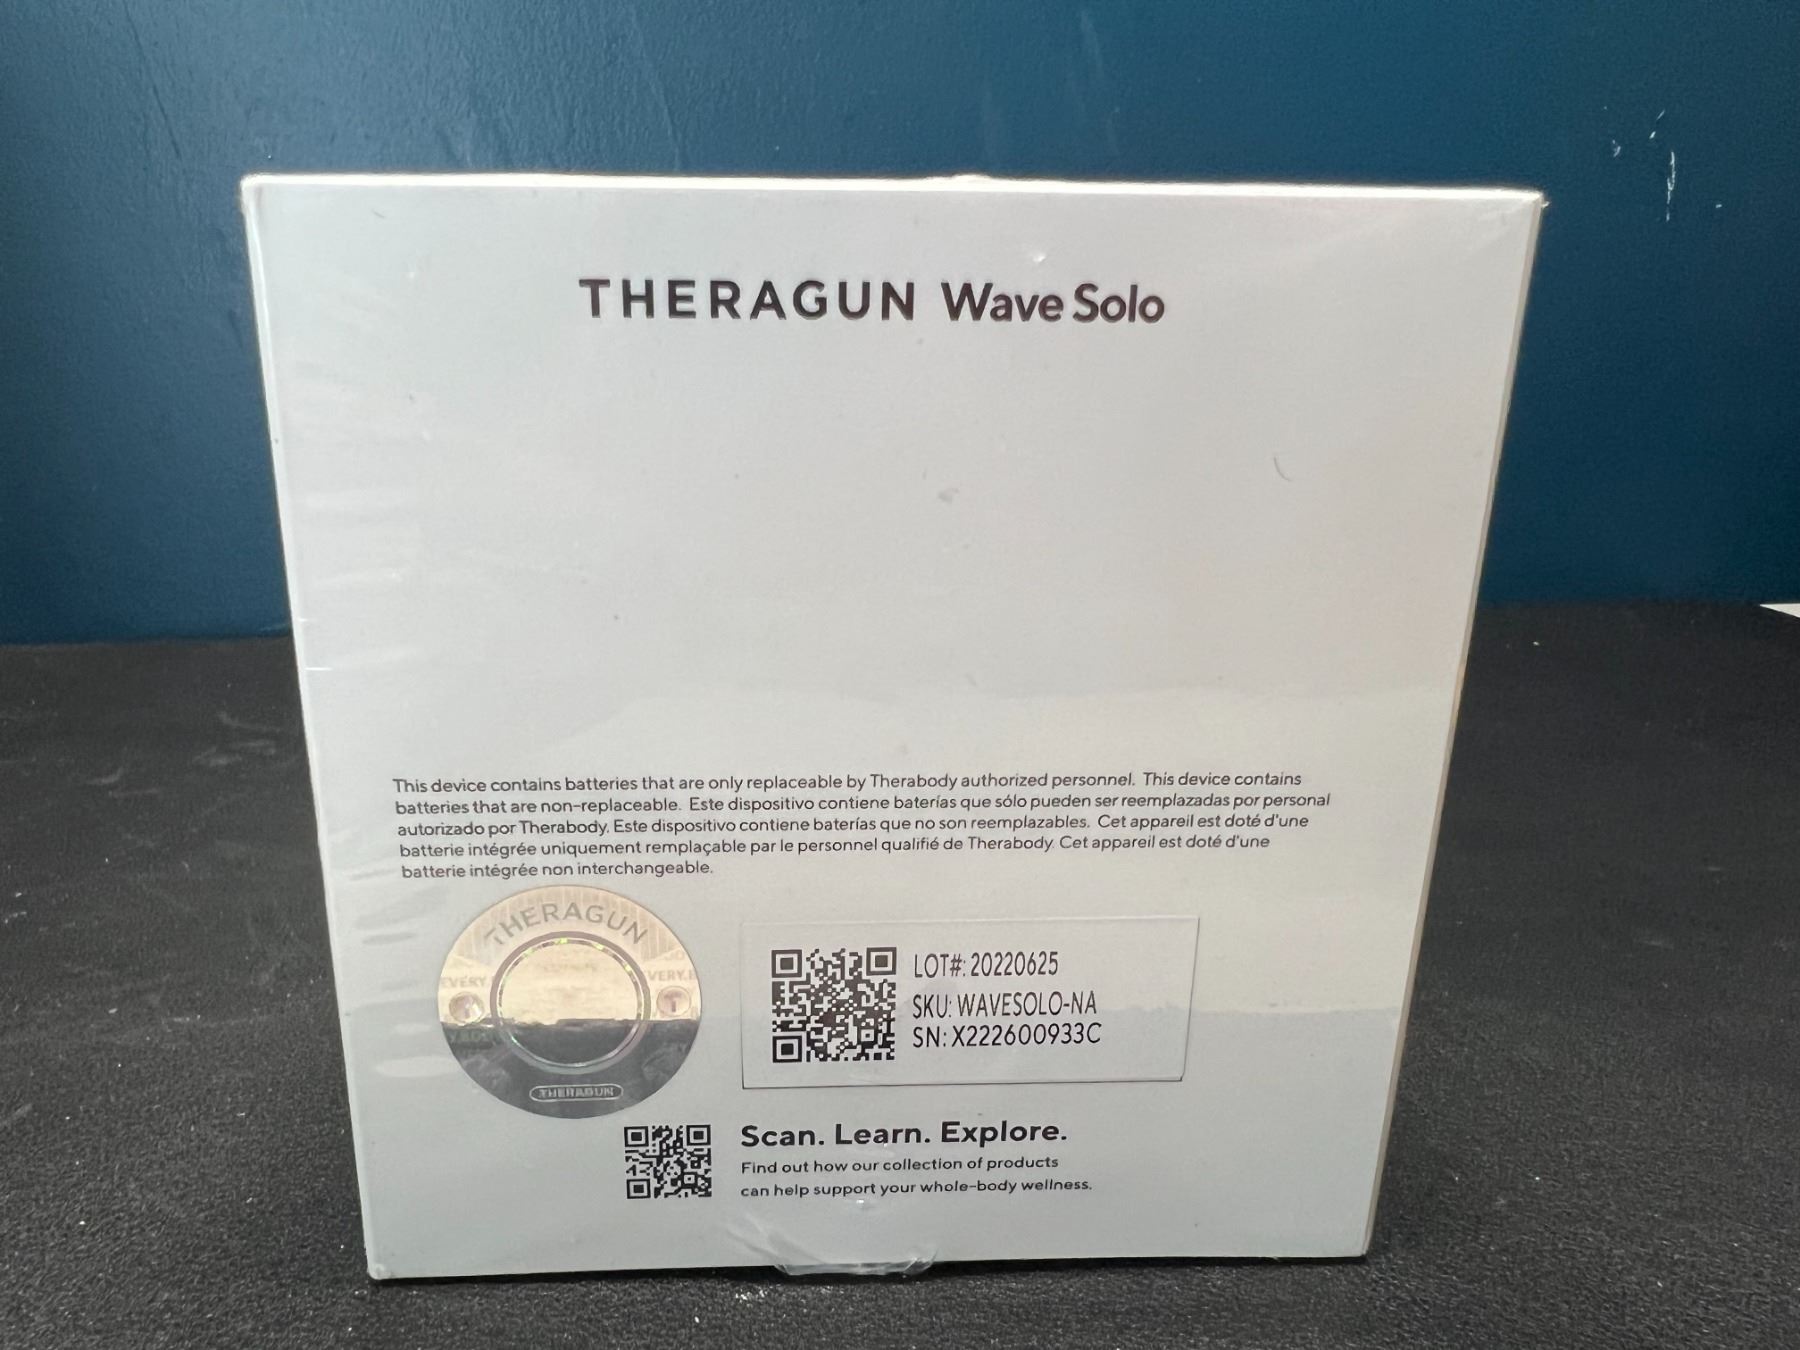 THERAGUN Wave Solo
This device contains batteries that are only replaceable by Therabody authorized personnel. This device contains
batteries that are non-replaceable. Este dispositivo contiene baterías que sólo pueden ser reemplazadas por personal
autorizado por Therabody. Este dispositivo contiene baterías que no son reemplazables. Cet appareil est doté d'une
batterie intégrée uniquement remplaçable par le personnel qualifié de Therabody. Cet appareil est doté d'une
batterie intégrée non interchangeable.
THERAGUN
EVERY
THERAGUN
LOT#: 20220625
SKU: WAVESOLO-NA
SN: X222600933C
Scan. Learn. Explore.
Find out how our collection of products
can help support your whole-body wellness.